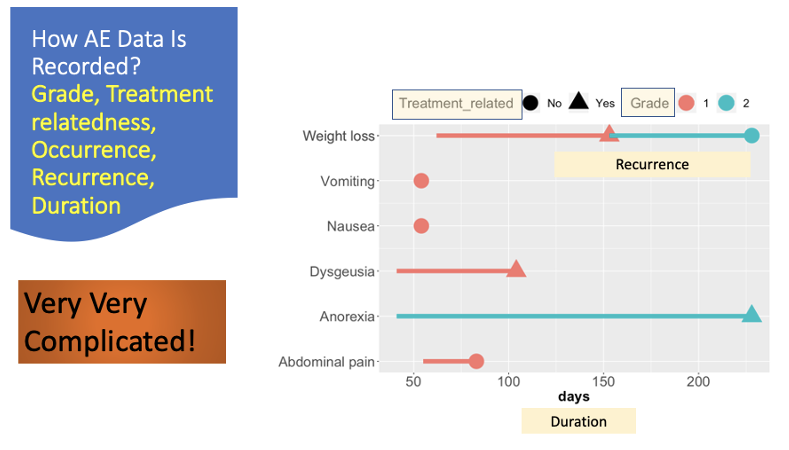 How AE Data Is
Recorded?
Grade, Treatment
relatedness,
Occurrence,
Recurrence,
Duration
Very Very
Complicated!
Treatment_related No Yes Grade 1 2
Weight loss
Recurrence
Vomiting
Nausea
Dysgeusia
Anorexia
Abdominal pain
50 100 150 200
days
Duration